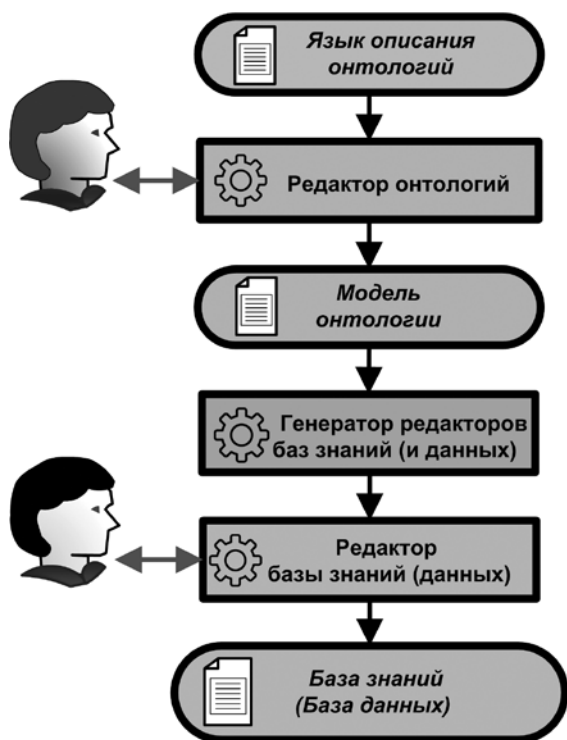 Язык описания
онтологий
Редактор онтологий
Модель
онтологии
Генератор редакторов
баз знаний (и данных)
Редактор
базы знаний (данных)
База знаний
(База данных)